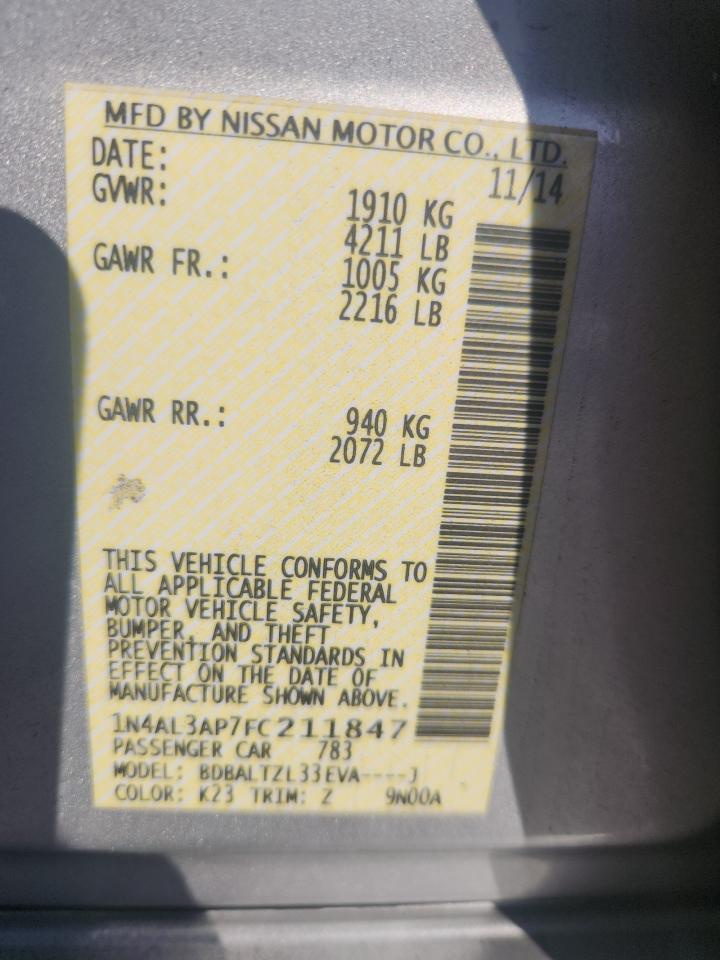 MFD BY NISSAN MOTOR CO., LTD.
DATE: 11/14
GVWR: 1910 KG
4211 LB
GAWR FR.: 1005 KG
2216 LB
GAWR RR.: 940 KG
2072 LB
THIS VEHICLE CONFORMS TO
ALL APPLICABLE FEDERAL
MOTOR VEHICLE SAFETY,
BUMPER, AND THEFT
PREVENTION STANDARDS IN
EFFECT ON THE DATE OF
MANUFACTURE SHOWN ABOVE.
1N4AL3AP7FC211847
PASSENGER CAR 783
MODEL: BDBALTZL33EVA----J
COLOR: K23 TRIM: Z 9N00A